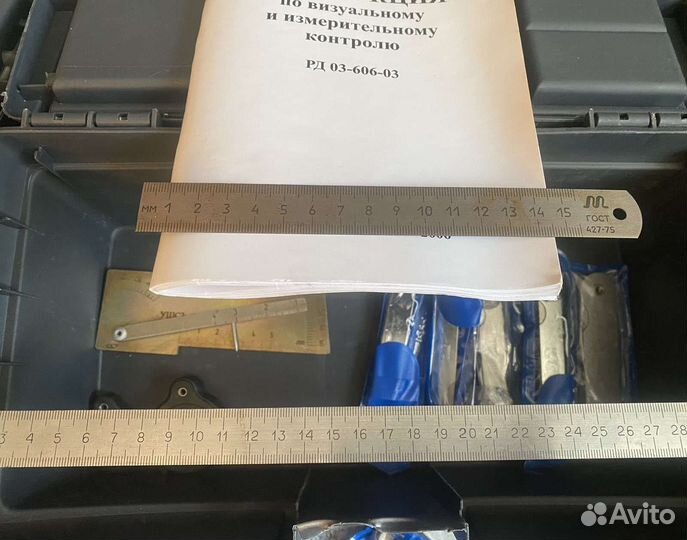 по визуальному
и измерительному
контролю
РД 03-606-03
мм 1 2 3 4 5 6 7 8 9 10 11 12 13 14 15
ГОСТ
427-75
3 4 5 6 7 8 9 10 11 12 13 14 15 16 17 18 19 20 21 22 23 24 25 26 27 28
Avito